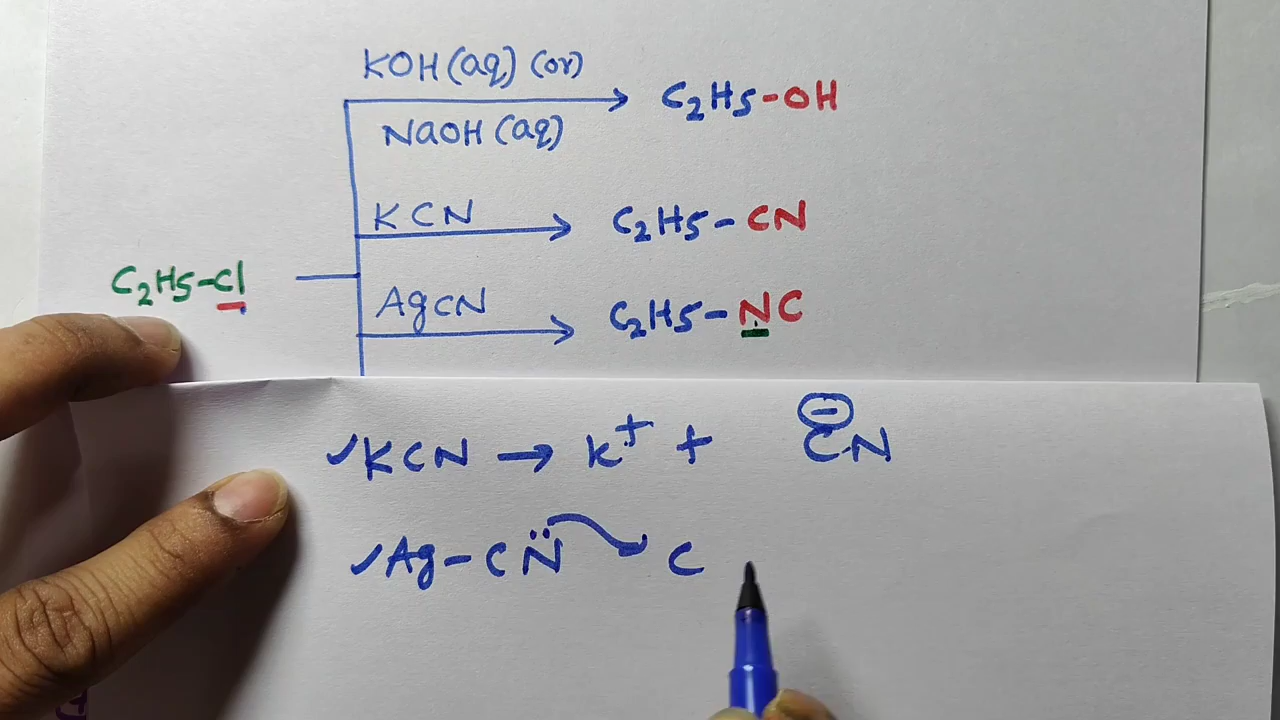 KOH (aq) (or)
NaOH (aq)
C2H5-OH
KCN
C2H5-CN
C2H5-Cl
AgCN
C2H5-NC
✓KCN → K+ + ⊖CN
✓Ag-CN̈ C